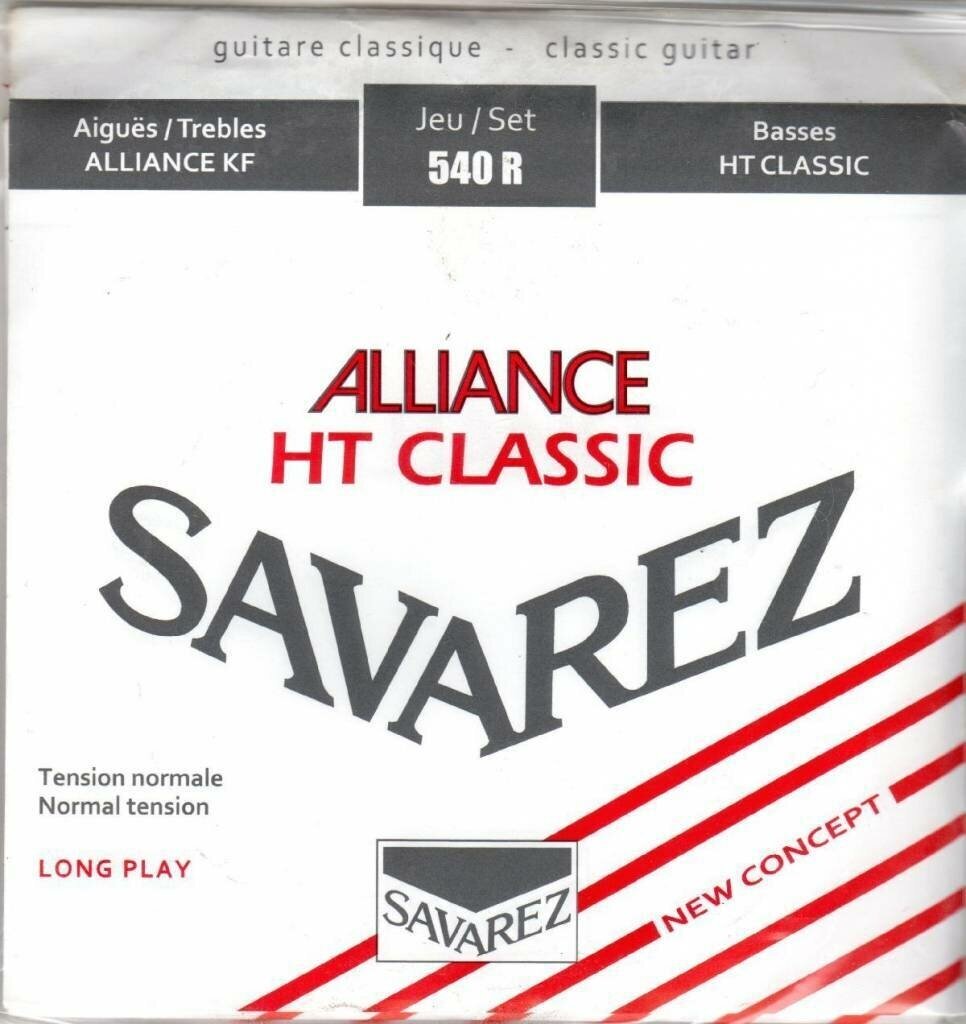 guitare classique - classic guitar
Aiguës / Trebles
ALLIANCE KF
Jeu / Set
540 R
Basses
HT CLASSIC
ALLIANCE
HT CLASSIC
SAVAREZ
Tension normale
Normal tension
LONG PLAY
NEW CONCEPT
SAVAREZ